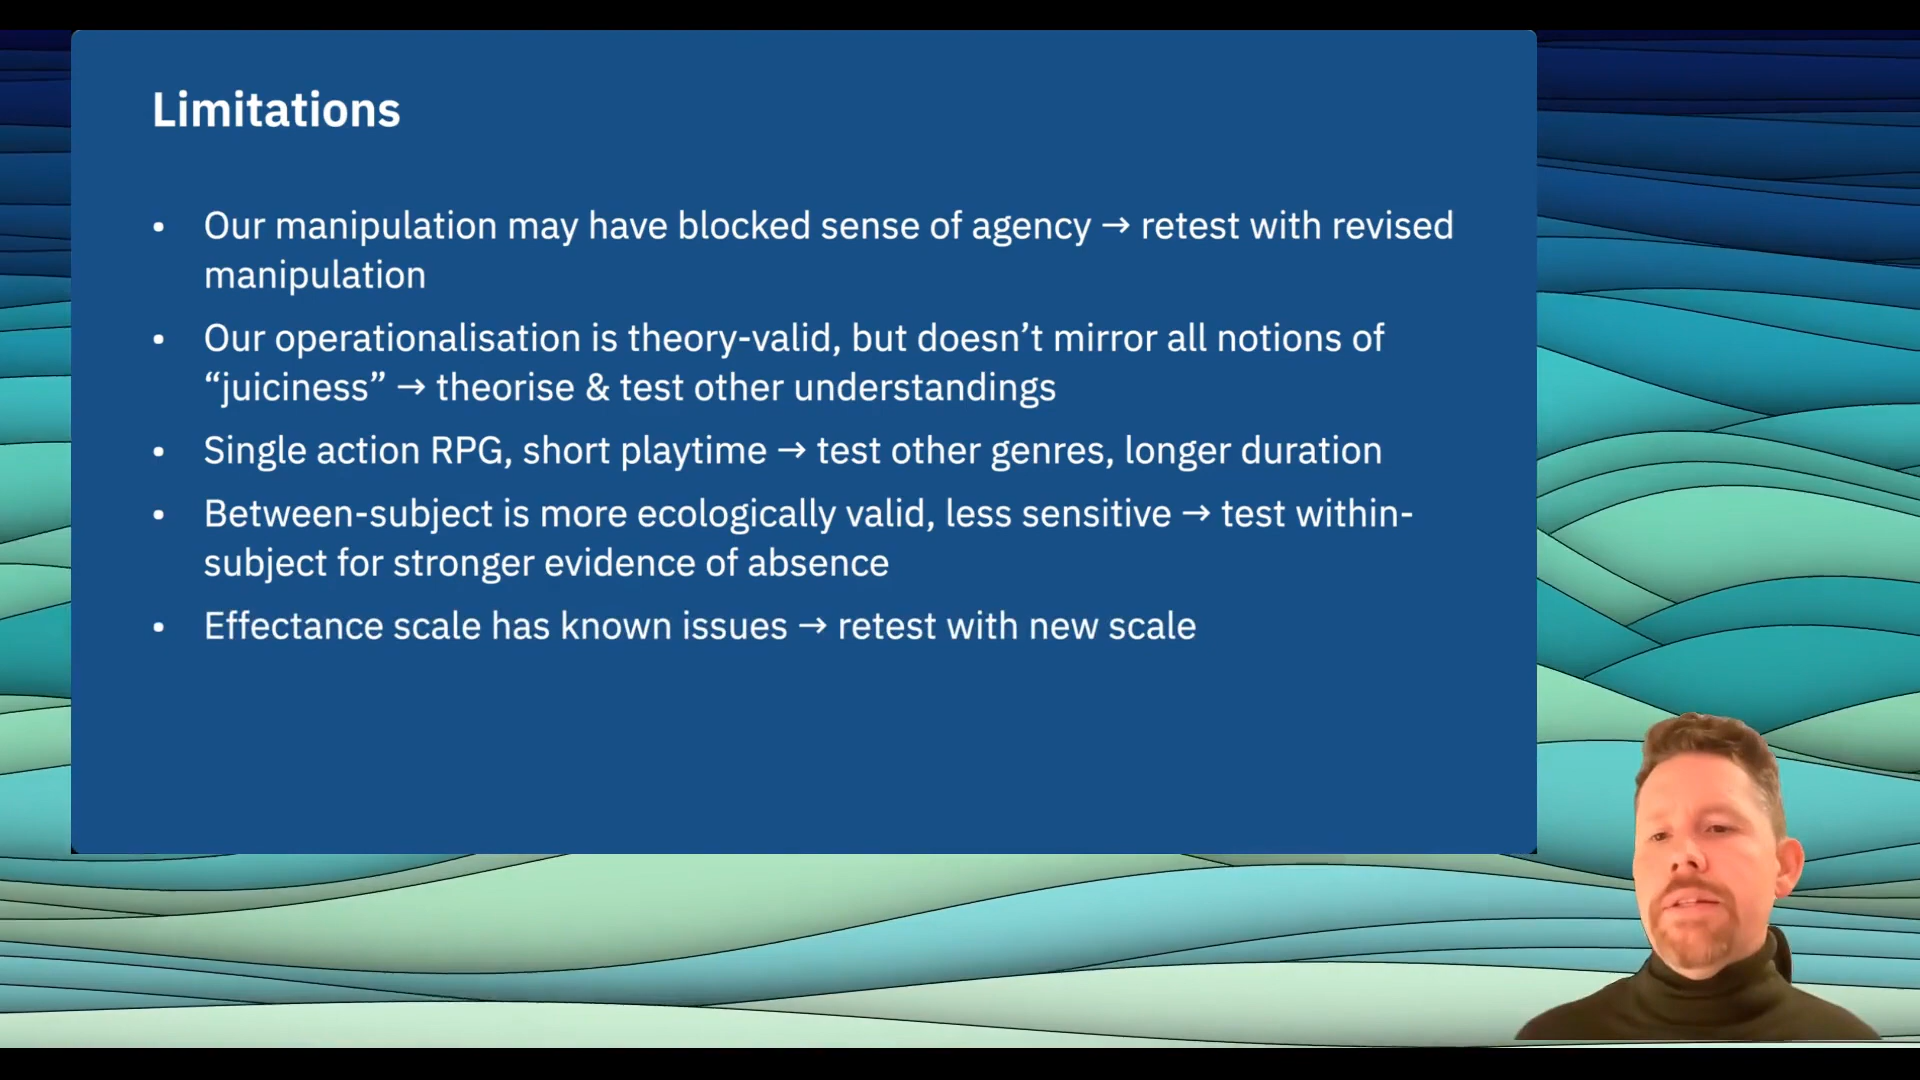 Limitations
• Our manipulation may have blocked sense of agency → retest with revised
manipulation
• Our operationalisation is theory-valid, but doesn’t mirror all notions of
“juiciness” → theorise & test other understandings
• Single action RPG, short playtime → test other genres, longer duration
• Between-subject is more ecologically valid, less sensitive → test within-
subject for stronger evidence of absence
• Effectance scale has known issues → retest with new scale